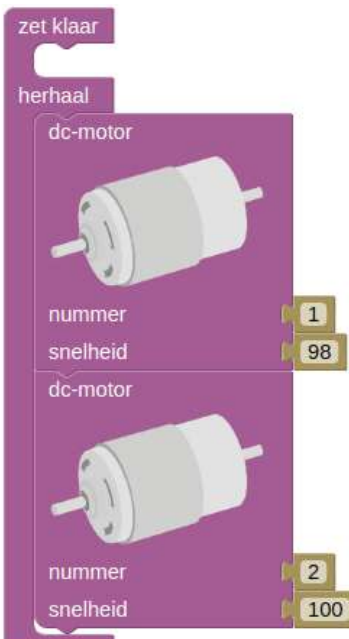 zet klaar
herhaal
dc-motor
nummer 1
snelheid 98
dc-motor
nummer 2
snelheid 100